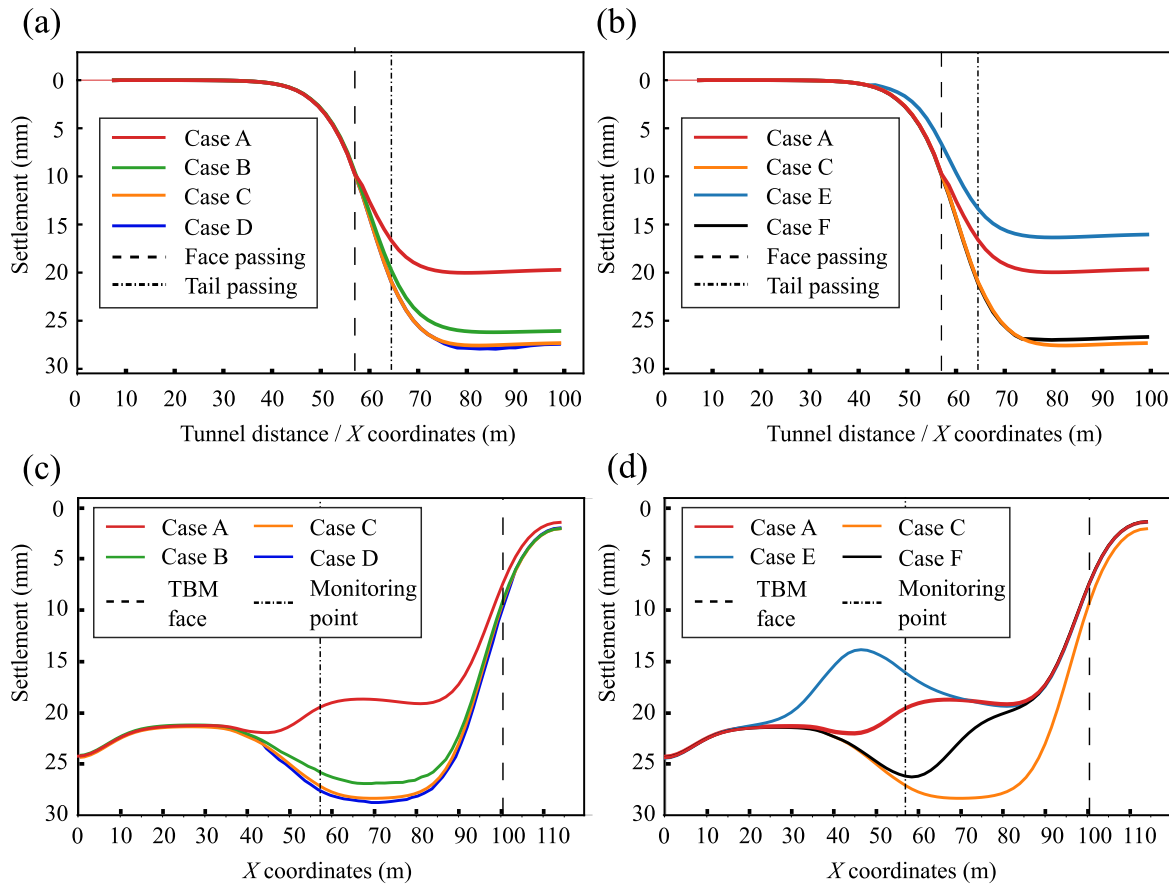 (a)
0
5
10
15
20
25
30
Settlement (mm)
Case A
Case B
Case C
Case D
Face passing
Tail passing
0 10 20 30 40 50 60 70 80 90 100
Tunnel distance / X coordinates (m)
(b)
0
5
10
15
20
25
30
Settlement (mm)
Case A
Case C
Case E
Case F
Face passing
Tail passing
0 10 20 30 40 50 60 70 80 90 100
Tunnel distance / X coordinates (m)
(c)
0
5
10
15
20
25
30
Settlement (mm)
Case A Case C
Case B Case D
TBM Monitoring
face point
0 10 20 30 40 50 60 70 80 90 100 110
X coordinates (m)
(d)
0
5
10
15
20
25
30
Settlement (mm)
Case A Case C
Case E Case F
TBM Monitoring
face point
0 10 20 30 40 50 60 70 80 90 100 110
X coordinates (m)